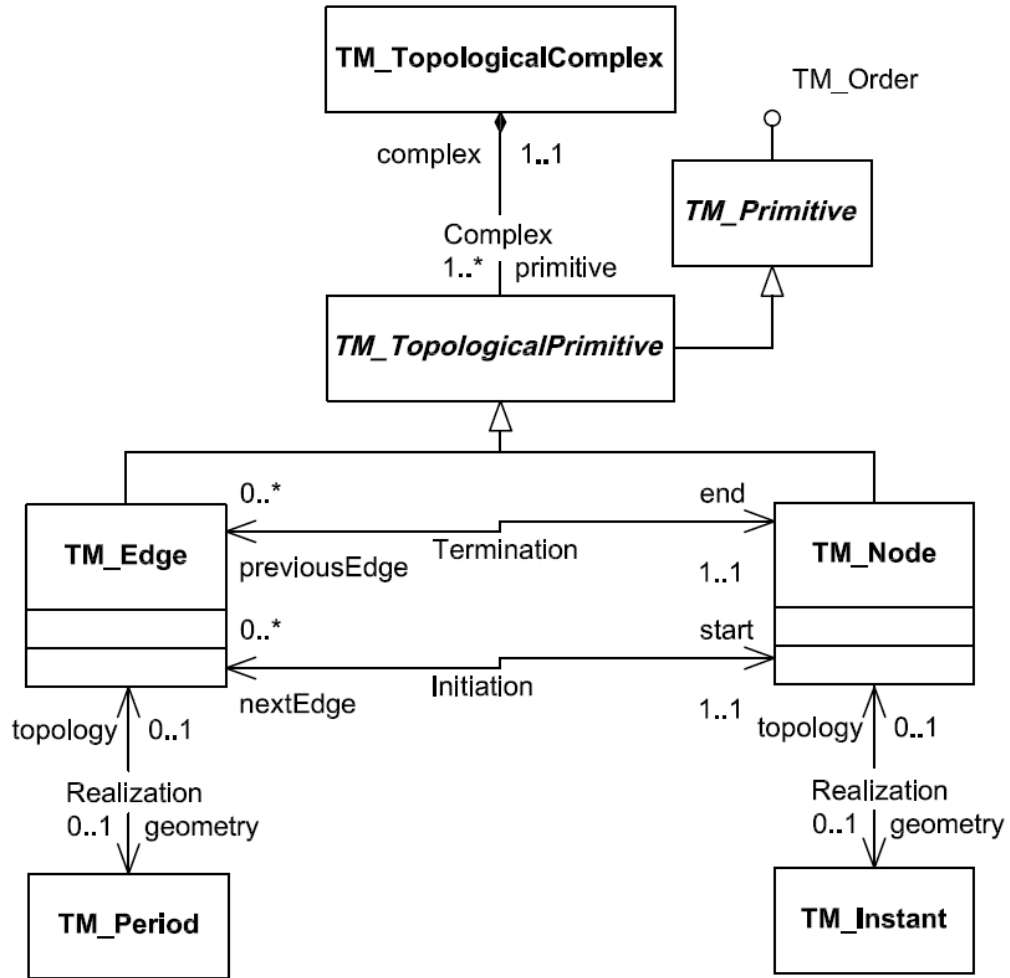 TM_TopologicalComplex
TM_Order
complex 1..1
TM_Primitive
Complex
1..* primitive
TM_TopologicalPrimitive
0..* end
TM_Edge Termination TM_Node
previousEdge 1..1
0..* start
Initiation
nextEdge 1..1
topology 0..1 topology 0..1
Realization Realization
0..1 geometry 0..1 geometry
TM_Period TM_Instant